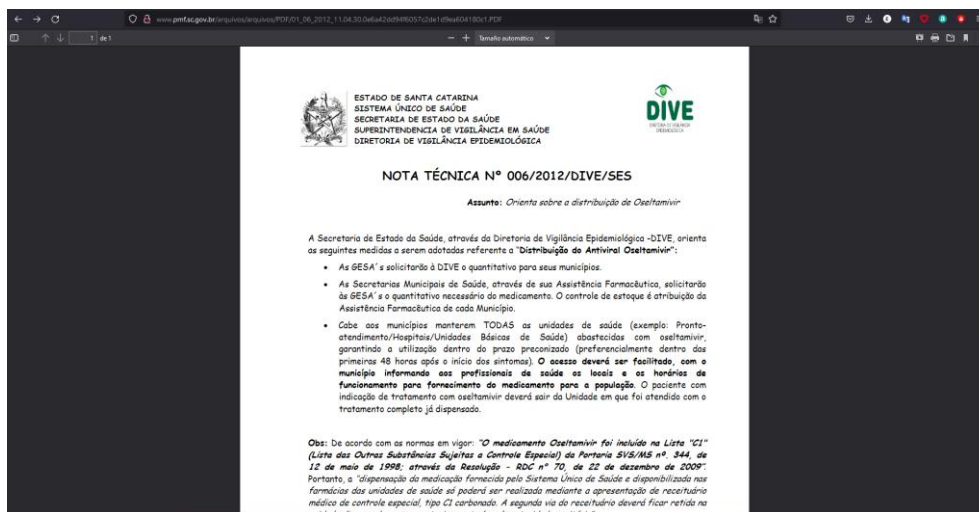 www.pmf.sc.gov.br/arquivos/arquivos/PDF/01_06_2012_11.04.30.0e6a42dd94f6057c2de1d9ea604180c1.PDF
1 de 1
Tamaño automático
ESTADO DE SANTA CATARINA
SISTEMA ÚNICO DE SAÚDE
SECRETARIA DE ESTADO DA SAÚDE
SUPERINTENDENCIA DE VIGILÂNCIA EM SAÚDE
DIRETORIA DE VIGILÂNCIA EPIDEMIOLÓGICA
DIVE
DIRETORIA DE VIGILÂNCIA
EPIDEMIOLÓGICA
NOTA TÉCNICA Nº 006/2012/DIVE/SES
Assunto: Orienta sobre a distribuição de Oseltamivir
A Secretaria de Estado da Saúde, através da Diretoria de Vigilância Epidemiológica -DIVE, orienta
as seguintes medidas a serem adotadas referente a "Distribuição do Antiviral Oseltamivir":
• As GESA´s solicitarão à DIVE o quantitativo para seus municípios.
• As Secretarias Municipais de Saúde, através de sua Assistência Farmacêutica, solicitarão
às GESA´s o quantitativo necessário do medicamento. O controle de estoque é atribuição da
Assistência Farmacêutica de cada Município.
• Cabe aos municípios manterem TODAS as unidades de saúde (exemplo: Pronto-
atendimento/Hospitais/Unidades Básicas de Saúde) abastecidas com oseltamivir,
garantindo a utilização dentro do prazo preconizado (preferencialmente dentro das
primeiras 48 horas após o início dos sintomas). O acesso deverá ser facilitado, com o
município informando aos profissionais de saúde os locais e os horários de
funcionamento para fornecimento do medicamento para a população. O paciente com
indicação de tratamento com oseltamivir deverá sair da Unidade em que foi atendido com o
tratamento completo já dispensado.
Obs: De acordo com as normas em vigor: "O medicamento Oseltamivir foi incluído na Lista "C1"
(Lista das Outras Substâncias Sujeitas a Controle Especial) da Portaria SVS/MS nº. 344, de
12 de maio de 1998; através da Resolução - RDC nº 70, de 22 de dezembro de 2009".
Portanto, a "dispensação da medicação fornecida pelo Sistema Único de Saúde e disponibilizada nas
farmácias das unidades de saúde só poderá ser realizada mediante a apresentação de receituário
médico de controle especial, tipo C1 carbonado. A segunda via do receituário deverá ficar retida na